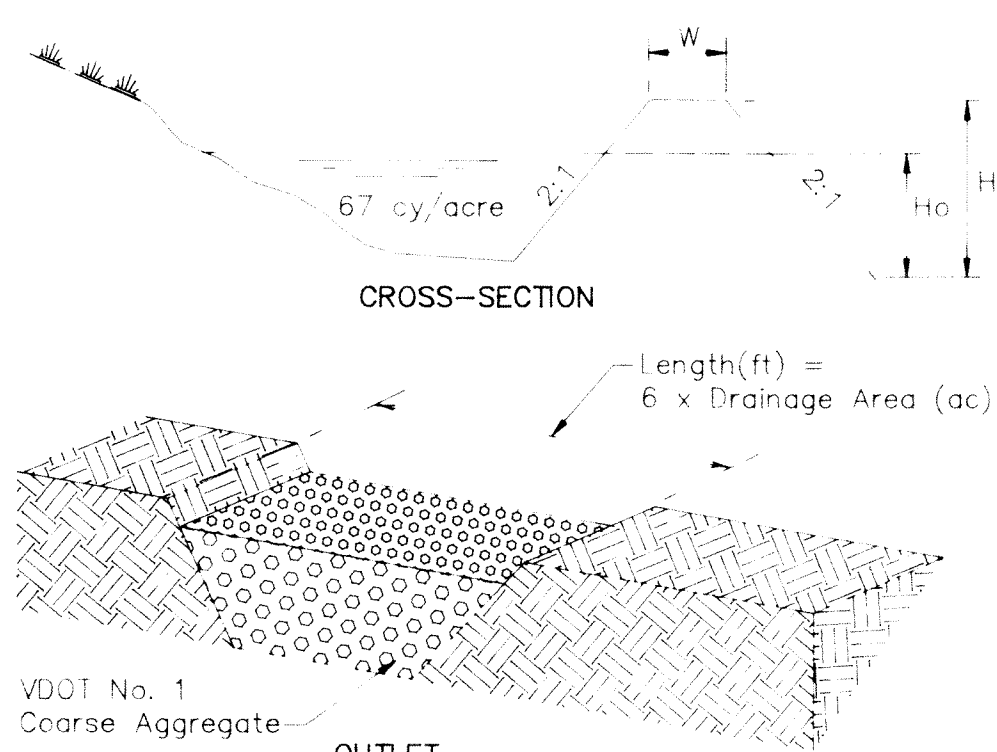 W
67 cy/acre
2:1
2:1
Ho
H
CROSS-SECTION
Length(ft) =
6 x Drainage Area (ac)
VDOT No. 1
Coarse Aggregate
OUTLET